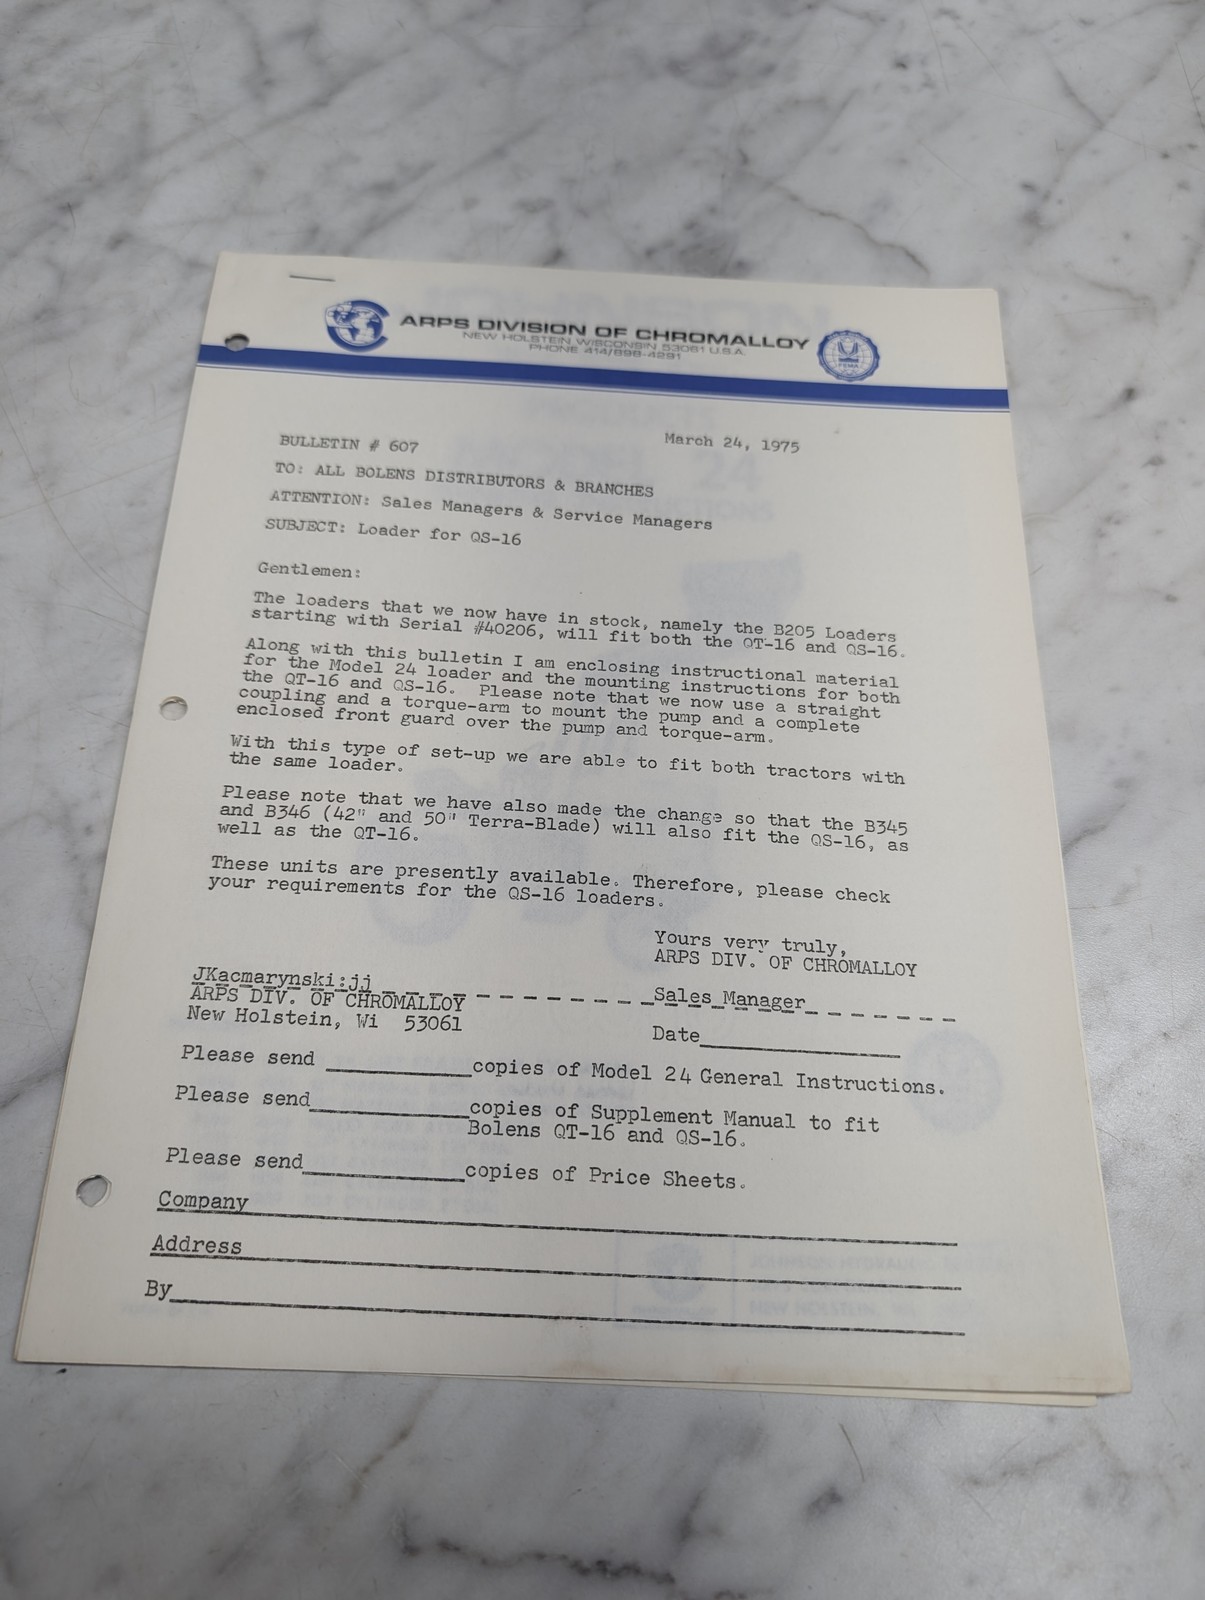 ARPS DIVISION OF CHROMALLOY
NEW HOLSTEIN, WISCONSIN 53061 U.S.A.
PHONE 414/898-4291
FEMA
BULLETIN # 607
March 24, 1975
TO: ALL BOLENS DISTRIBUTORS & BRANCHES
ATTENTION: Sales Managers & Service Managers
SUBJECT: Loader for QS-16
Gentlemen:
The loaders that we now have in stock, namely the B205 Loaders
starting with Serial #40206, will fit both the QT-16 and QS-16.
Along with this bulletin I am enclosing instructional material
for the Model 24 loader and the mounting instructions for both
the QT-16 and QS-16. Please note that we now use a straight
coupling and a torque-arm to mount the pump and a complete
enclosed front guard over the pump and torque-arm.
With this type of set-up we are able to fit both tractors with
the same loader.
Please note that we have also made the change so that the B345
and B346 (42" and 50" Terra-Blade) will also fit the QS-16, as
well as the QT-16.
These units are presently available. Therefore, please check
your requirements for the QS-16 loaders.
Yours very truly,
ARPS DIV. OF CHROMALLOY
JKacmarynski:jj
Sales Manager
ARPS DIV. OF CHROMALLOY
New Holstein, Wi 53061
Date
Please send copies of Model 24 General Instructions.
Please send copies of Supplement Manual to fit
Bolens QT-16 and QS-16.
Please send copies of Price Sheets.
Company
Address
By